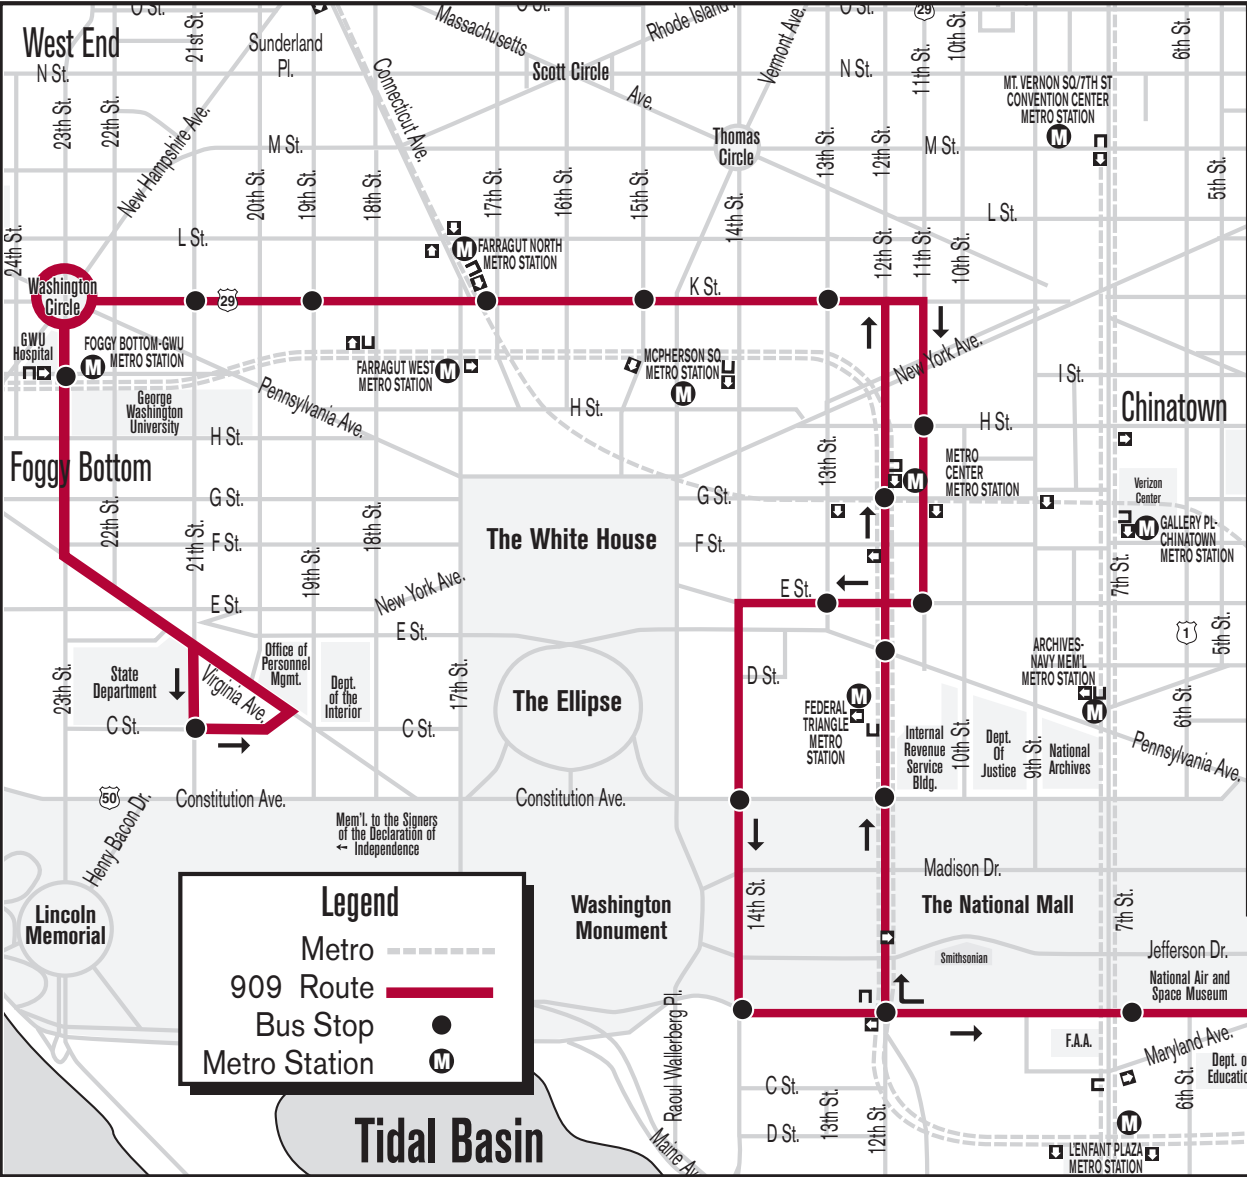 O St.
21st St.
Massachusetts
O St.
Rhode Island
Vermont Ave.
O St.
29
10th St.
6th St.
West End
Sunderland
Pl.
N St.
Connecticut Ave.
Scott Circle
Ave.
N St.
11th St.
MT. VERNON SQ/7TH ST
CONVENTION CENTER
METRO STATION
M
23th St.
22th St.
New Hampshire Ave.
M St.
Thomas
Circle
13th St.
12th St.
M St.
20th St.
19th St.
18th St.
17th St.
16th St.
15th St.
14th St.
5th St.
L St.
24th St.
L St.
M
FARRAGUT NORTH
METRO STATION
12th St.
11th St.
10th St.
Washington
Circle
29
K St.
GWU
Hospital
FOGGY BOTTOM-GWU
METRO STATION
M
FARRAGUT WEST
METRO STATION
M
MCPHERSON SQ.
METRO STATION
M
New York Ave.
I St.
George
Washington
University
Pennsylvania Ave.
H St.
H St.
Chinatown
H St.
Foggy Bottom
13th St.
METRO
CENTER
METRO STATION
M
Verizon
Center
G St.
G St.
22th St.
21th St.
18th St.
The White House
F St.
F St.
M
GALLERY PL-
CHINATOWN
METRO STATION
19th St.
New York Ave.
E St.
E St.
7th St.
E St.
1
5th St.
23th St.
State
Department
Virginia Ave.
Office of
Personnel
Mgmt.
Dept.
of the
Interior
17th St.
The Ellipse
D St.
FEDERAL
TRIANGLE
METRO
STATION
M
ARCHIVES-
NAVY MEM'L
METRO STATION
M
6th St.
C St.
C St.
Internal
Revenue
Service
Bldg.
10th St.
Dept.
Of
Justice
9th St.
National
Archives
Pennsylvania Ave.
50
Constitution Ave.
Constitution Ave.
Henry Bacon Dr.
Mem'l. to the Signers
of the Declaration of
Independence
Madison Dr.
Lincoln
Memorial
Washington
Monument
14th St.
The National Mall
7th St.
Smithsonian
Jefferson Dr.
National Air and
Space Museum
Legend
Metro
909 Route
Bus Stop
Metro Station
M
Raoul Wallerberg Pl.
F.A.A.
Maryland Ave.
Dept. o
Educatio
C St.
13th St.
12th St.
6th St.
D St.
Tidal Basin
Maine Av
M
L'ENFANT PLAZA
METRO STATION